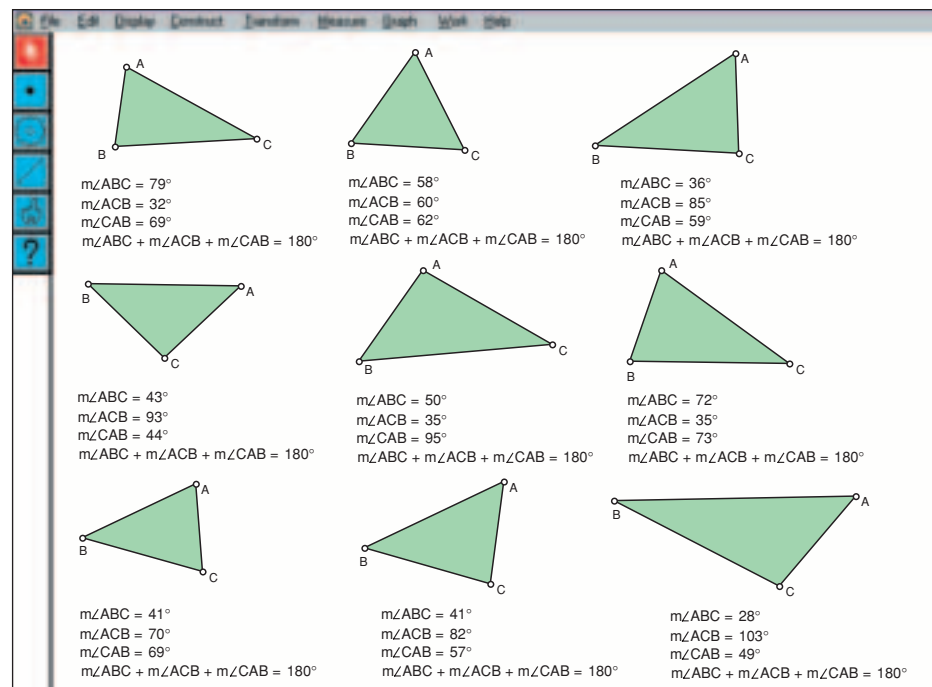 File Edit Display Construct Transform Measure Graph Work Help
A
B
C
m∠ABC = 79°
m∠ACB = 32°
m∠CAB = 69°
m∠ABC + m∠ACB + m∠CAB = 180°
A
B
C
m∠ABC = 58°
m∠ACB = 60°
m∠CAB = 62°
m∠ABC + m∠ACB + m∠CAB = 180°
A
B
C
m∠ABC = 36°
m∠ACB = 85°
m∠CAB = 59°
m∠ABC + m∠ACB + m∠CAB = 180°
B
A
C
m∠ABC = 43°
m∠ACB = 93°
m∠CAB = 44°
m∠ABC + m∠ACB + m∠CAB = 180°
A
C
B
m∠ABC = 50°
m∠ACB = 35°
m∠CAB = 95°
m∠ABC + m∠ACB + m∠CAB = 180°
A
B
C
m∠ABC = 72°
m∠ACB = 35°
m∠CAB = 73°
m∠ABC + m∠ACB + m∠CAB = 180°
A
B
C
m∠ABC = 41°
m∠ACB = 70°
m∠CAB = 69°
m∠ABC + m∠ACB + m∠CAB = 180°
A
B
C
m∠ABC = 41°
m∠ACB = 82°
m∠CAB = 57°
m∠ABC + m∠ACB + m∠CAB = 180°
B
A
C
m∠ABC = 28°
m∠ACB = 103°
m∠CAB = 49°
m∠ABC + m∠ACB + m∠CAB = 180°
?